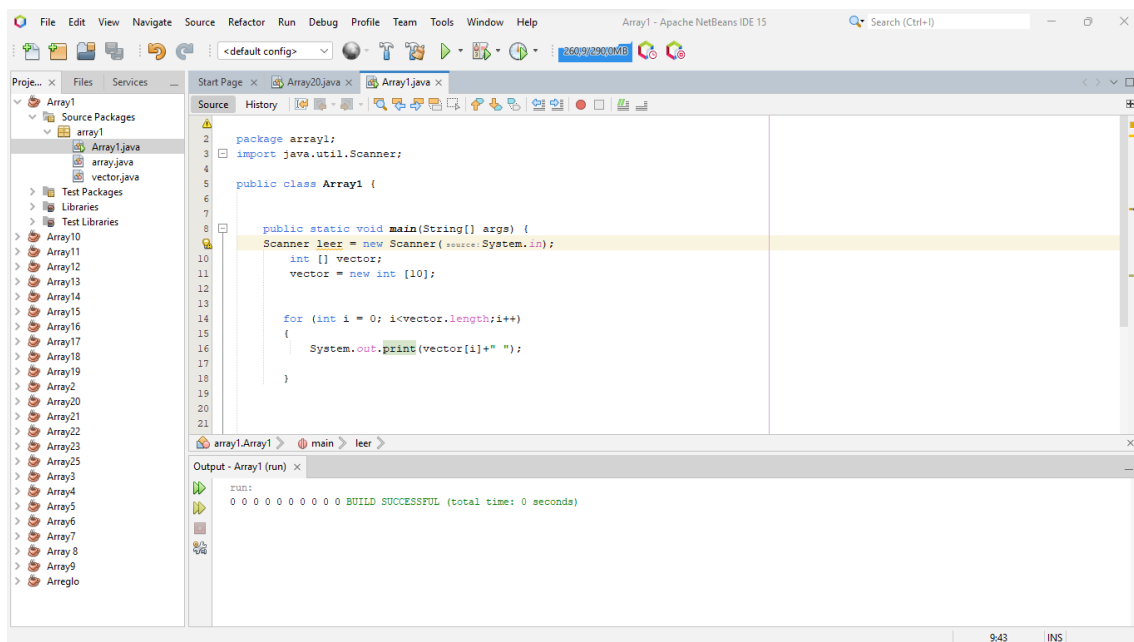 File Edit View Navigate Source Refactor Run Debug Profile Team Tools Window Help Array1 - Apache NetBeans IDE 15 Search (Ctrl+I)
<default config> 260,9/290,0MB
Proje... Files Services
Start Page Array20.java Array1.java
Source History
Array1
Source Packages
array1
Array1.java
array.java
vector.java
Test Packages
Libraries
Test Libraries
Array10
Array11
Array12
Array13
Array14
Array15
Array16
Array17
Array18
Array19
Array2
Array20
Array21
Array22
Array23
Array25
Array3
Array4
Array5
Array6
Array7
Array 8
Array9
Arreglo
2 package array1;
3 import java.util.Scanner;
4
5 public class Array1 {
6
7
8 public static void main(String[] args) {
Scanner leer = new Scanner( source: System.in);
10 int [] vector;
11 vector = new int [10];
12
13
14 for (int i = 0; i<vector.length;i++)
15 {
16 System.out.print(vector[i]+" ");
17
18 }
19
20
21
array1.Array1 main leer
Output - Array1 (run)
run:
0 0 0 0 0 0 0 0 0 0 BUILD SUCCESSFUL (total time: 0 seconds)
9:43 INS